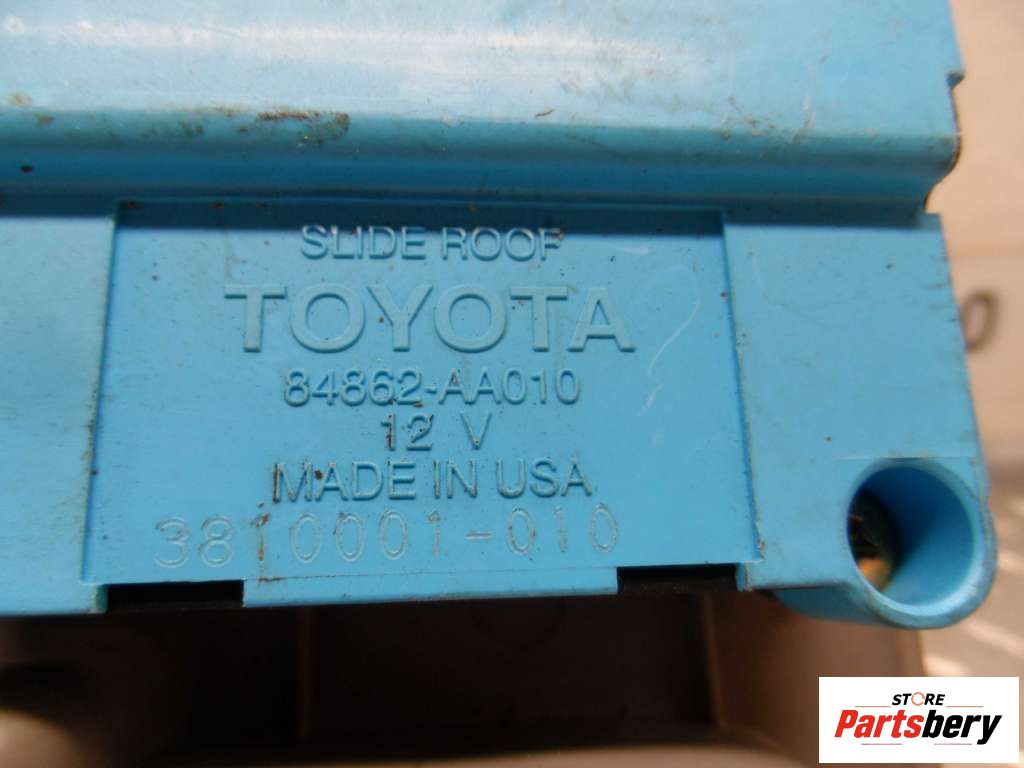 SLIDE ROOF
TOYOTA
84862-AA010
12 V
MADE IN USA
3810001-010
STORE
Partsbery